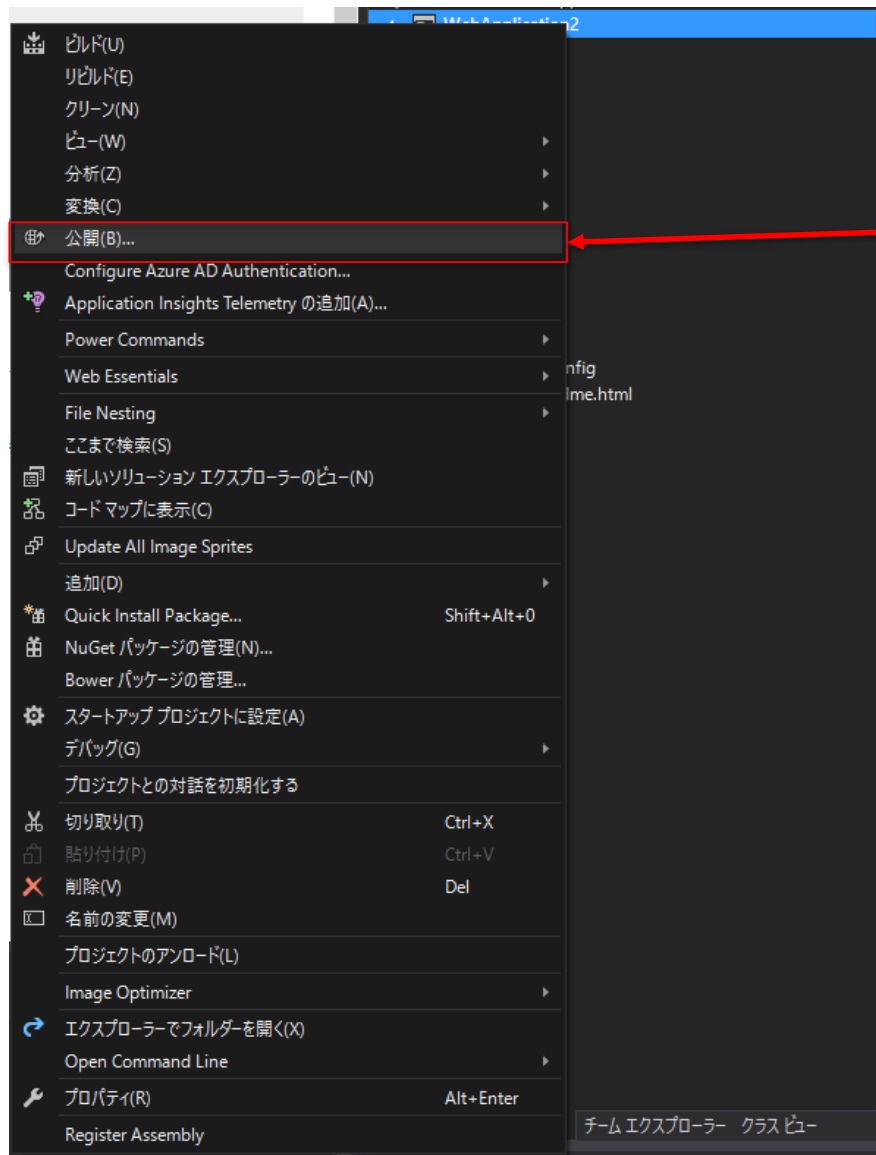 WebApplication2
ビルド(U)
リビルド(E)
クリーン(N)
ビュー(W)
分析(Z)
変換(C)
公開(B)...
Configure Azure AD Authentication...
Application Insights Telemetry の追加(A)...
Power Commands
Web Essentials
nfig
lme.html
File Nesting
ここまで検索(S)
新しいソリューション エクスプローラーのビュー(N)
コード マップに表示(C)
Update All Image Sprites
追加(D)
Quick Install Package... Shift+Alt+0
NuGet パッケージの管理(N)...
Bower パッケージの管理...
スタートアップ プロジェクトに設定(A)
デバッグ(G)
プロジェクトとの対話を初期化する
切り取り(T) Ctrl+X
貼り付け(P) Ctrl+V
削除(V) Del
名前の変更(M)
プロジェクトのアンロード(L)
Image Optimizer
エクスプローラーでフォルダーを開く(X)
Open Command Line
プロパティ(R) Alt+Enter
チーム エクスプローラー クラス ビュー
Register Assembly